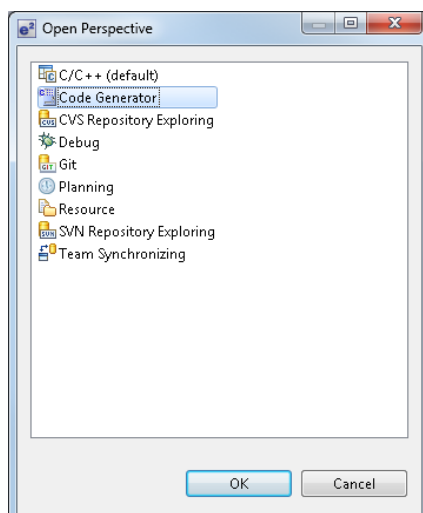 e² Open Perspective
C/C++ (default)
Code Generator
CVS Repository Exploring
Debug
Git
Planning
Resource
SVN Repository Exploring
Team Synchronizing
OK Cancel